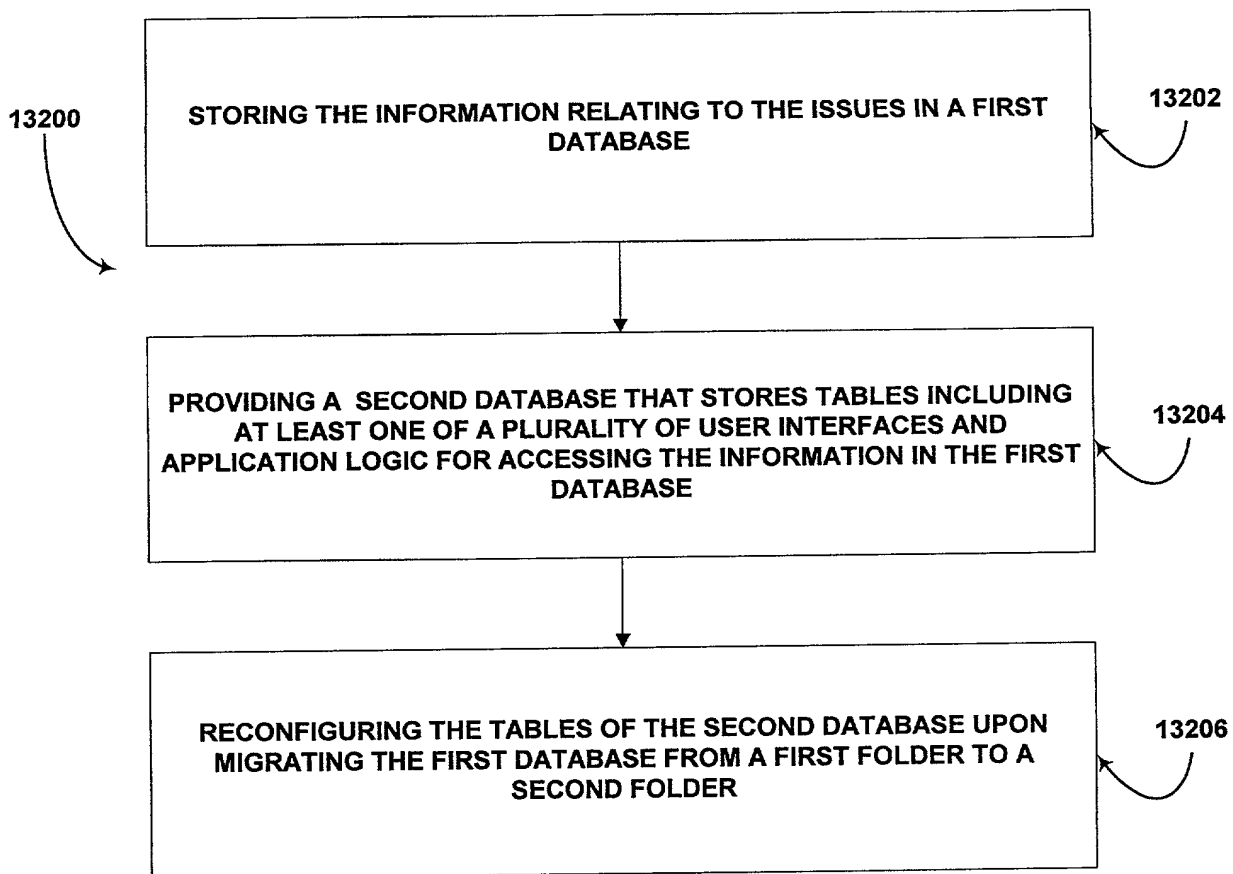 13200
STORING THE INFORMATION RELATING TO THE ISSUES IN A FIRST
DATABASE
13202
PROVIDING A SECOND DATABASE THAT STORES TABLES INCLUDING
AT LEAST ONE OF A PLURALITY OF USER INTERFACES AND
APPLICATION LOGIC FOR ACCESSING THE INFORMATION IN THE FIRST
DATABASE
13204
RECONFIGURING THE TABLES OF THE SECOND DATABASE UPON
MIGRATING THE FIRST DATABASE FROM A FIRST FOLDER TO A
SECOND FOLDER
13206